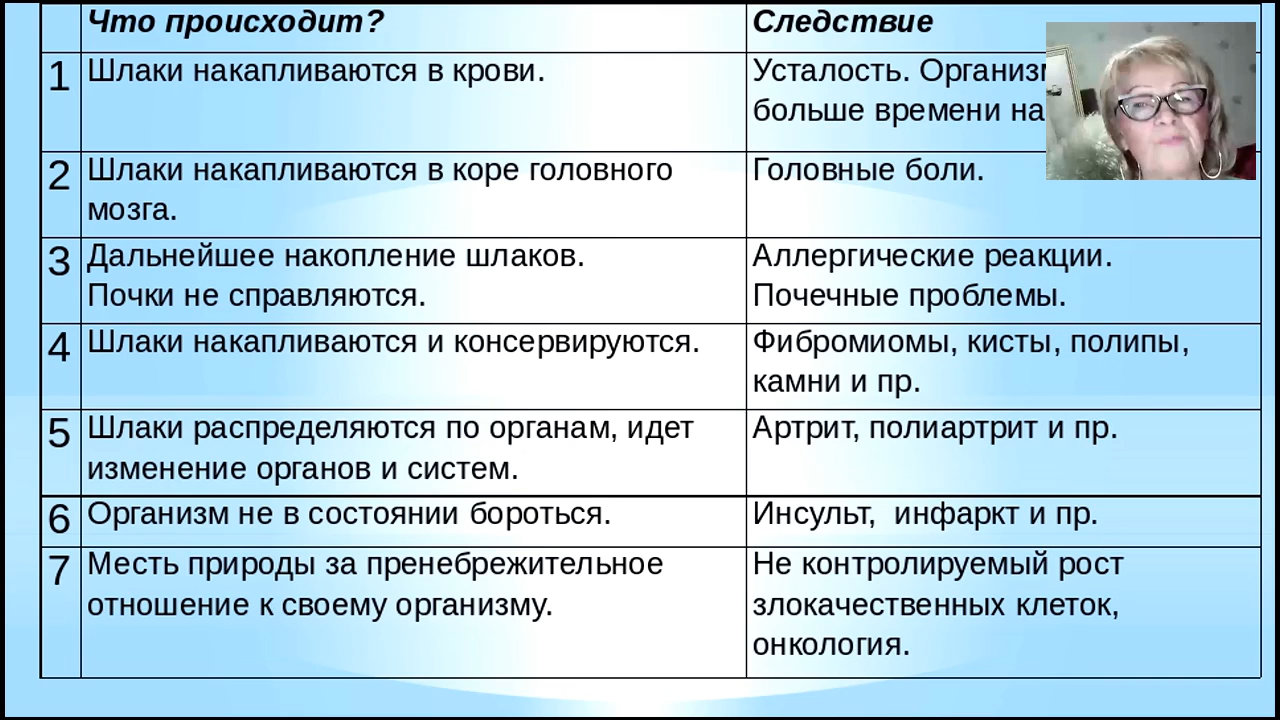 Что происходит?
Следствие
1
Шлаки накапливаются в крови.
Усталость.
больше времени на
2
Шлаки накапливаются в коре головного
мозга.
Головные боли.
3
Дальнейшее накопление шлаков.
Почки не справляются.
Аллергические реакции.
Почечные проблемы.
4
Шлаки накапливаются и консервируются.
Фибромиомы, кисты, полипы,
камни и пр.
5
Шлаки распределяются по органам, идет
изменение органов и систем.
Артрит, полиартрит и пр.
6
Организм не в состоянии бороться.
Инсульт,  инфаркт и пр.
7
Месть природы за пренебрежительное
отношение к своему организму.
Не контролируемый рост
злокачественных клеток,
онкология.